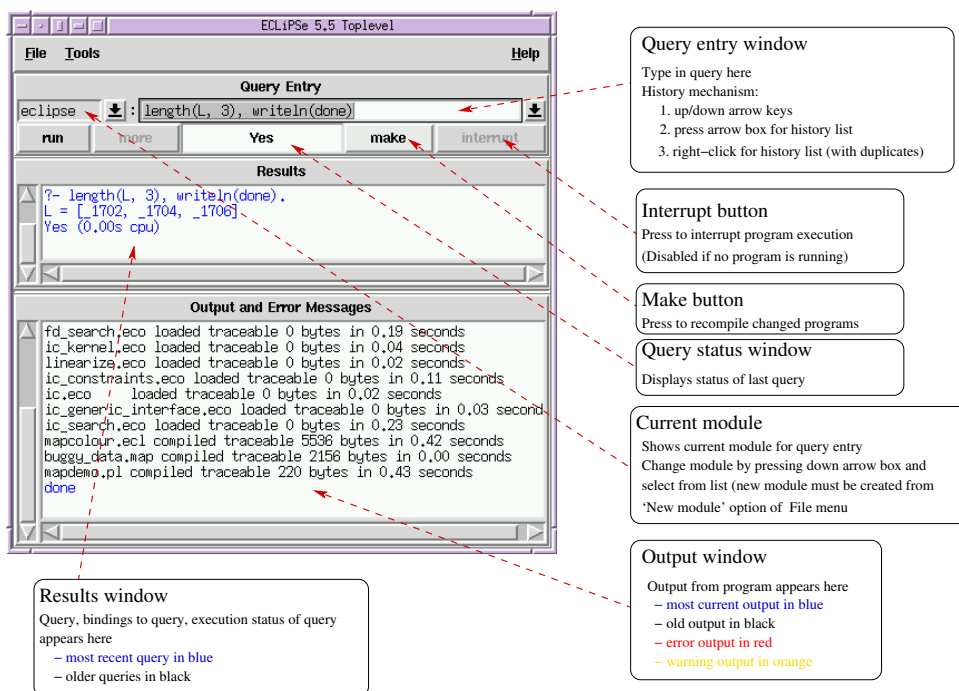 ECLiPSe 5.5 Toplevel
File Tools Help
Query Entry
eclipse : length(L, 3), writeln(done)
run more Yes make interrupt
Results
?- length(L, 3), writeln(done).
L = [_1702, _1704, _1706]
Yes (0.00s cpu)
Output and Error Messages
fd_search.eco loaded traceable 0 bytes in 0.19 seconds
ic_kernel.eco loaded traceable 0 bytes in 0.04 seconds
linearize.eco loaded traceable 0 bytes in 0.02 seconds
ic_constraints.eco loaded traceable 0 bytes in 0.11 seconds
ic.eco loaded traceable 0 bytes in 0.02 seconds
ic_generic_interface.eco loaded traceable 0 bytes in 0.03 second
ic_search.eco loaded traceable 0 bytes in 0.23 seconds
mapcolour.ecl compiled traceable 5536 bytes in 0.42 seconds
buggy_data.map compiled traceable 2156 bytes in 0.00 seconds
mapdemo.pl compiled traceable 220 bytes in 0.43 seconds
done
Query entry window
Type in query here
History mechanism:
1. up/down arrow keys
2. press arrow box for history list
3. right−click for history list (with duplicates)
Interrupt button
Press to interrupt program execution
(Disabled if no program is running)
Make button
Press to recompile changed programs
Query status window
Displays status of last query
Current module
Shows current module for query entry
Change module by pressing down arrow box and
select from list (new module must be created from
‘New module’ option of File menu
Output window
Output from program appears here
− most current output in blue
− old output in black
− error output in red
− warning output in orange
Results window
Query, bindings to query, execution status of query
appears here
− most recent query in blue
− older queries in black